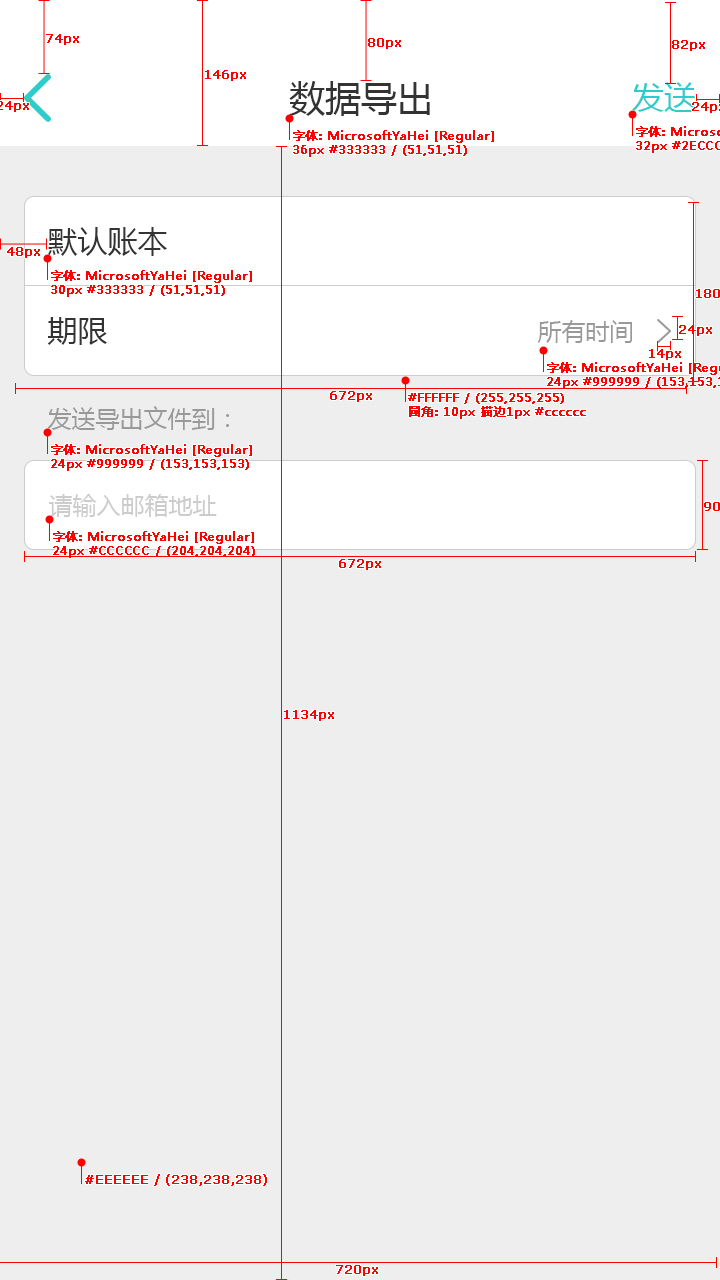 74px
80px
82px
146px
24px
数据导出
发送
24p
字体: MicrosoftYaHei [Regular]
36px #333333 / (51,51,51)
字体: Microso
32px #2ECCC
默认账本
48px
字体: MicrosoftYaHei [Regular]
30px #333333 / (51,51,51)
180
期限
所有时间
24px
14px
字体: MicrosoftYaHei [Reg
24px #999999 / (153,153,1
672px
#FFFFFF / (255,255,255)
圆角: 10px 描边1px #cccccc
发送导出文件到：
字体: MicrosoftYaHei [Regular]
24px #999999 / (153,153,153)
请输入邮箱地址
90
字体: MicrosoftYaHei [Regular]
24px #CCCCCC / (204,204,204)
672px
1134px
#EEEEEE / (238,238,238)
720px